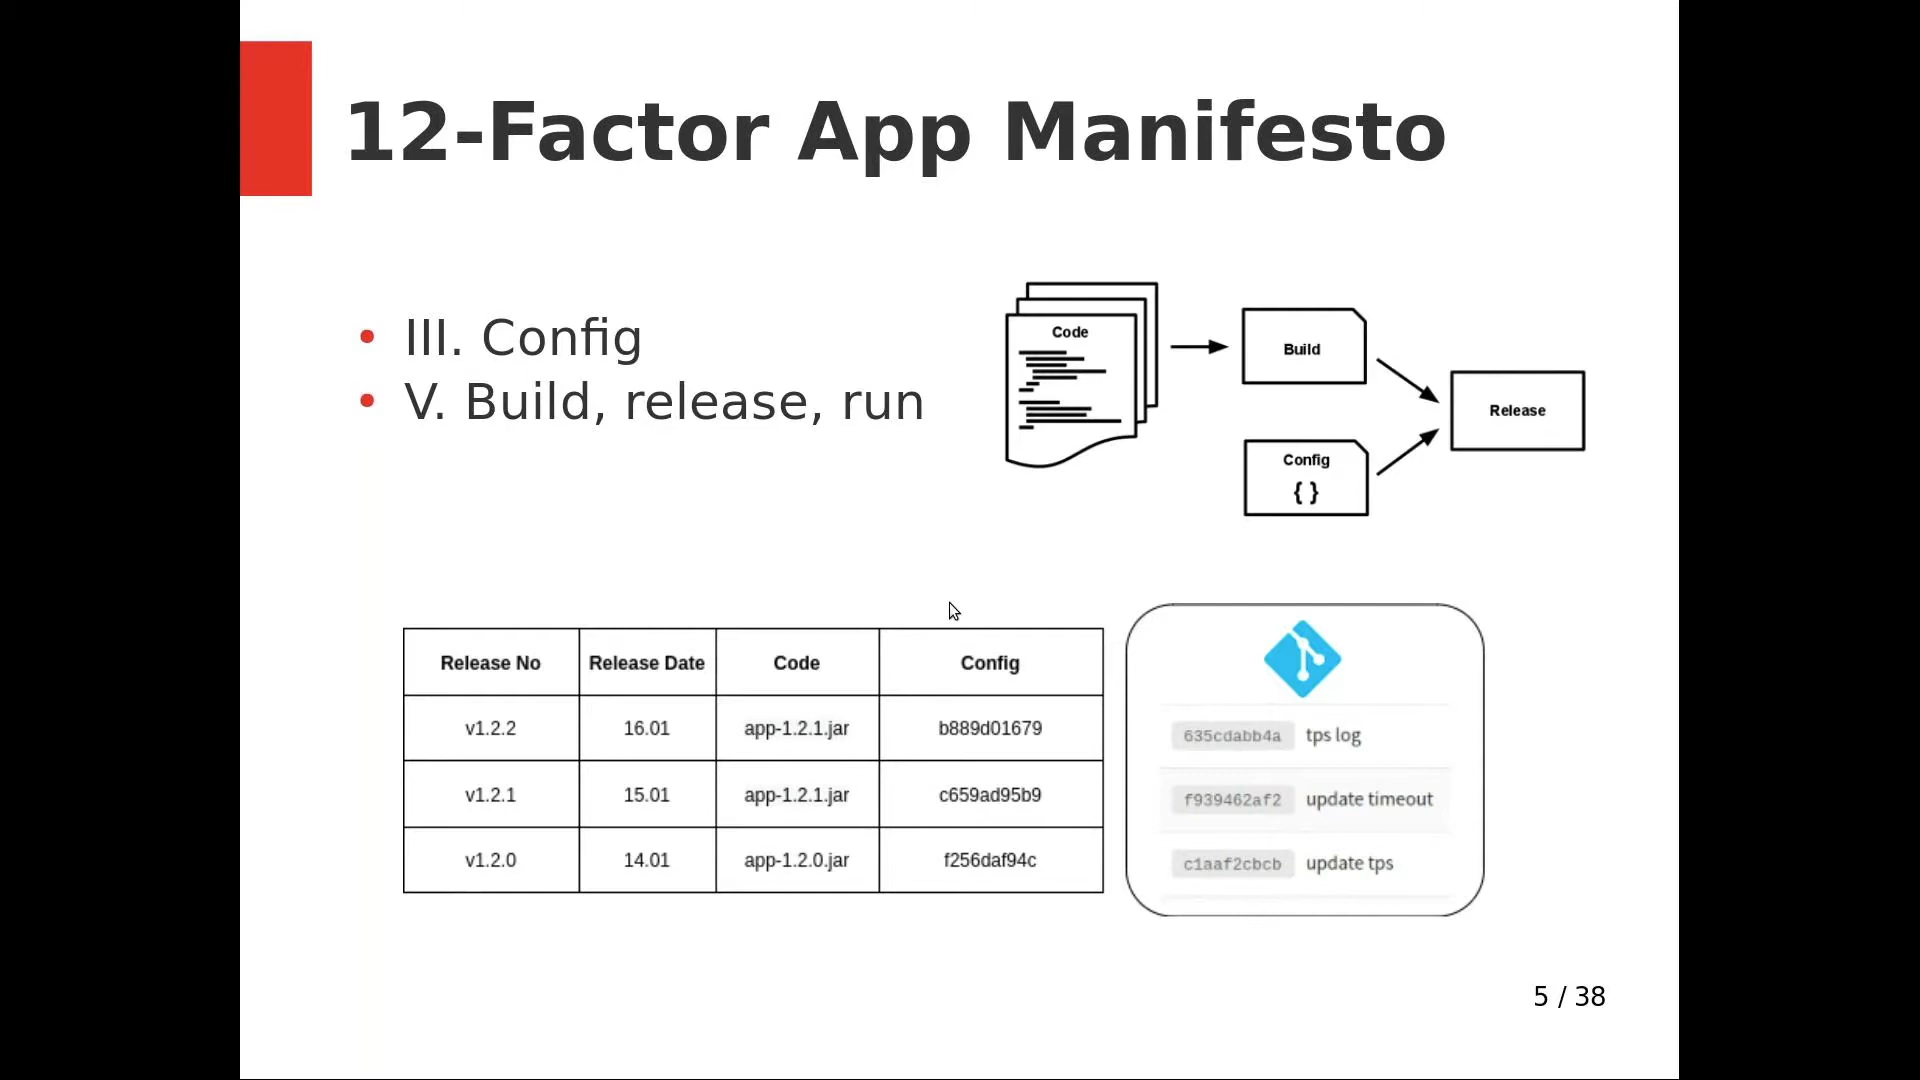 12-Factor App Manifesto
• III. Config
• V. Build, release, run
Code
Build
Config
{ }
Release
Release No Release Date Code Config
v1.2.2 16.01 app-1.2.1.jar b889d01679
v1.2.1 15.01 app-1.2.1.jar c659ad95b9
v1.2.0 14.01 app-1.2.0.jar f256daf94c
635cdabb4a tps log
f939462af2 update timeout
c1aaf2cbcb update tps
5 / 38